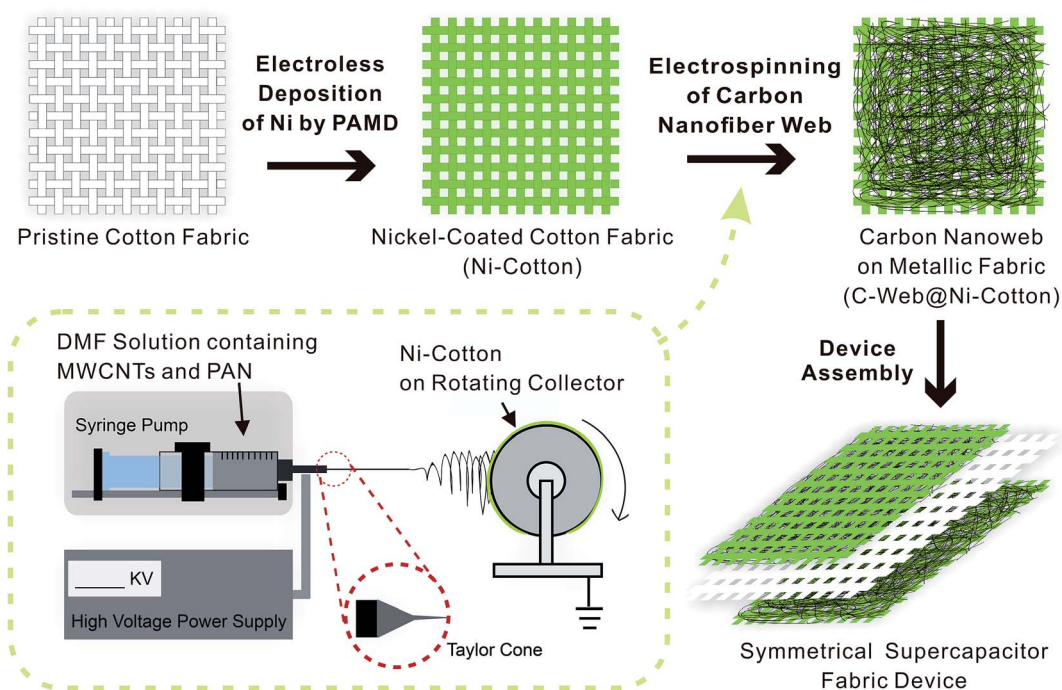 Electroless
Deposition
of Ni by PAMD
Electrospinning
of Carbon
Nanofiber Web
Pristine Cotton Fabric
Nickel-Coated Cotton Fabric
(Ni-Cotton)
Carbon Nanoweb
on Metallic Fabric
(C-Web@Ni-Cotton)
DMF Solution containing
MWCNTs and PAN
Syringe Pump
Ni-Cotton
on Rotating Collector
_____ KV
High Voltage Power Supply
Taylor Cone
Device
Assembly
Symmetrical Supercapacitor
Fabric Device